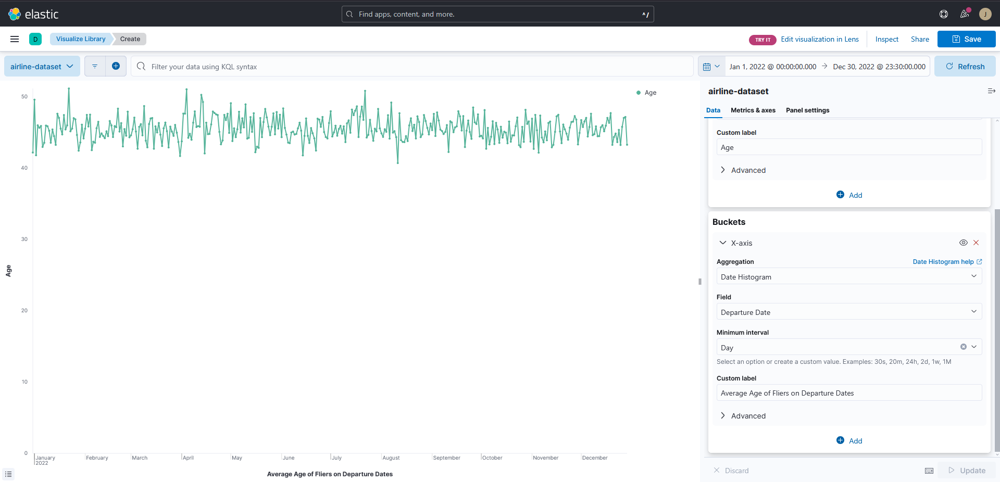 elastic
Find apps, content, and more.
^/
J
D
Visualize Library
Create
TRY IT
Edit visualization in Lens
Inspect
Share
Save
airline-dataset
Filter your data using KQL syntax
Jan 1, 2022 @ 00:00:00.000
Dec 30, 2022 @ 23:30:00.000
Refresh
50
40
30
20
10
0
Age
Age
January
2022
February
March
April
May
June
July
August
September
October
November
December
Average Age of Fliers on Departure Dates
airline-dataset
Data
Metrics & axes
Panel settings
Custom label
Age
Advanced
Add
Buckets
X-axis
Aggregation
Date Histogram help
Date Histogram
Field
Departure Date
Minimum interval
Day
Select an option or create a custom value. Examples: 30s, 20m, 24h, 2d, 1w, 1M
Custom label
Average Age of Fliers on Departure Dates
Advanced
Add
Discard
Update